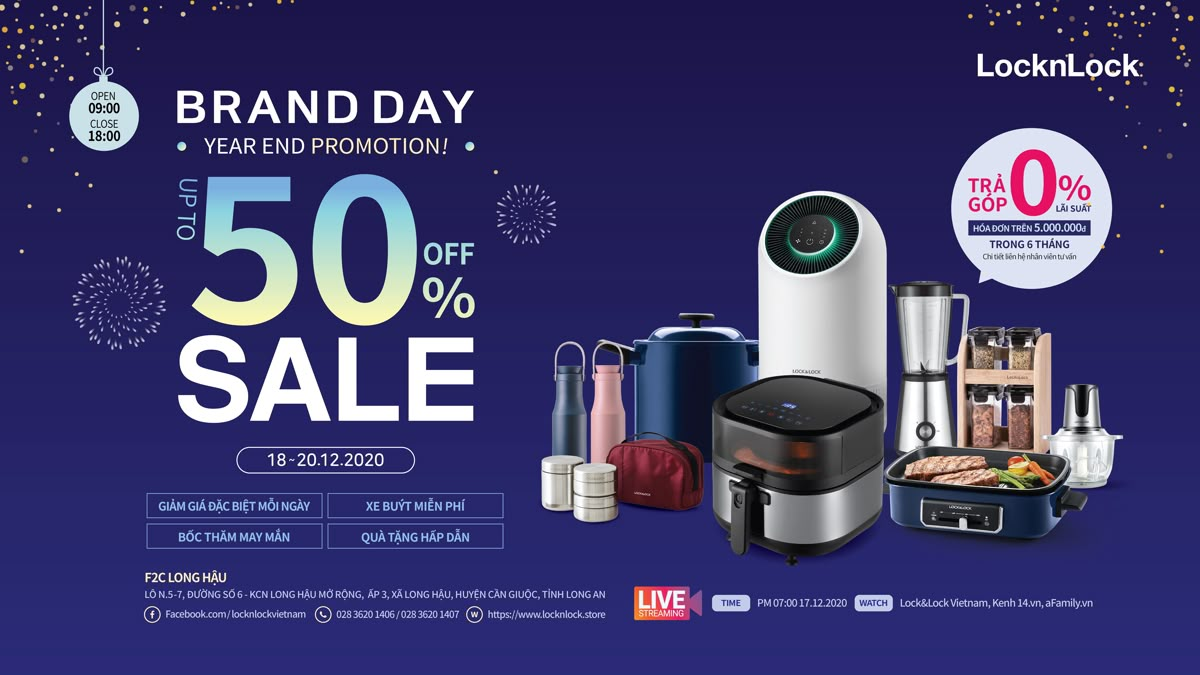 LocknLock
OPEN
09:00
CLOSE
18:00
BRAND DAY
YEAR END PROMOTION!
UP TO
50
OFF
%
SALE
18~20.12.2020
GIẢM GIÁ ĐẶC BIỆT MỖI NGÀY
XE BUÝT MIỄN PHÍ
BỐC THĂM MAY MẮN
QUÀ TẶNG HẤP DẪN
TRẢ
GÓP
0%
LÃI SUẤT
HÓA ĐƠN TRÊN 5.000.000đ
TRONG 6 THÁNG
Chi tiết liên hệ nhân viên tư vấn
LOCK&LOCK
LOCK&LOCK
LocknLock
LOCK&LOCK
F2C LONG HẬU
LÔ N.5-7, ĐƯỜNG SỐ 6 - KCN LONG HẬU MỞ RỘNG, ẤP 3, XÃ LONG HẬU, HUYỆN CẦN GIUỘC, TỈNH LONG AN
Facebook.com/locknlockvietnam 028 3620 1406 / 028 3620 1407 W https://www.locknlock.store
LIVE
STREAMING
TIME PM 07:00 17.12.2020 WATCH Lock&Lock Vietnam, Kenh 14.vn, aFamily.vn